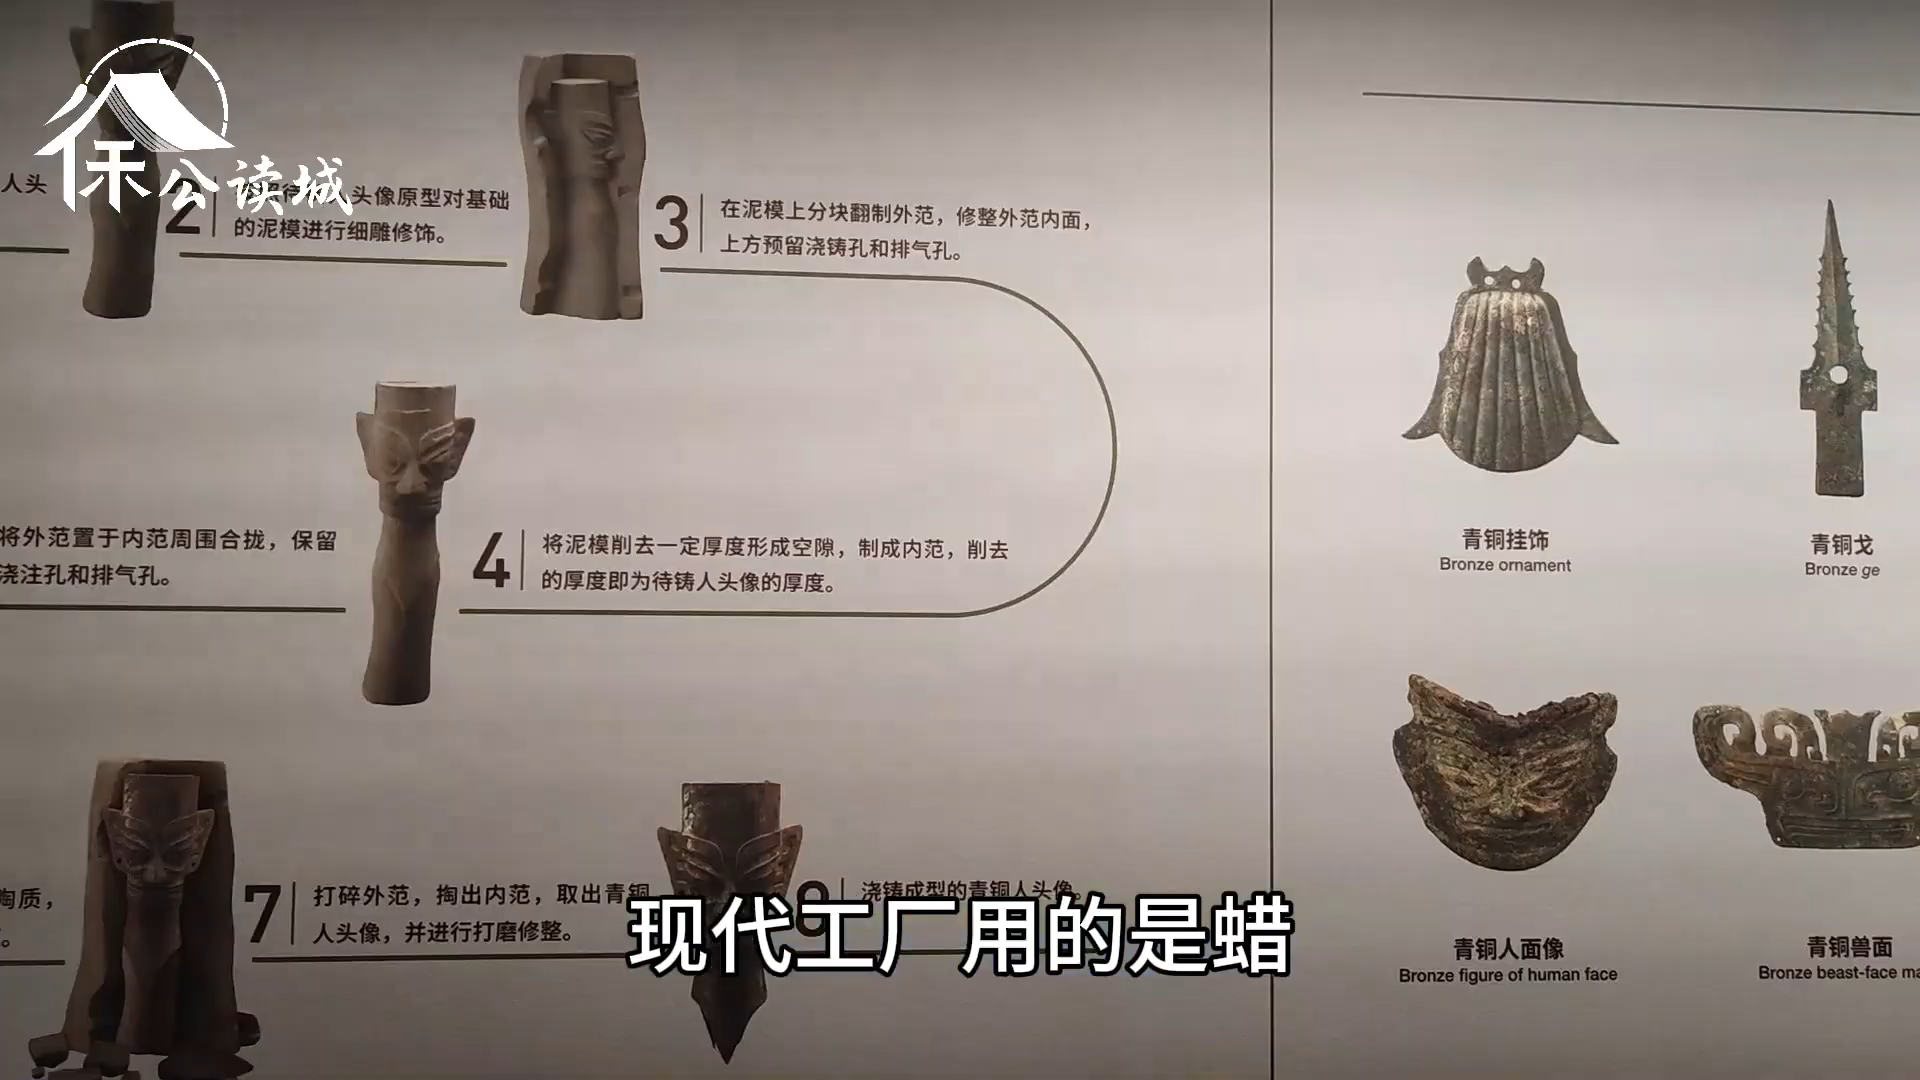 保公读城
人头
2
头像原型对基础
的泥模进行细雕修饰。
3
在泥模上分块翻制外范，修整外范内面，
上方预留浇铸孔和排气孔。
将外范置于内范周围合拢，保留
浇注孔和排气孔。
4
将泥模削去一定厚度形成空隙，制成内范，削去
的厚度即为待铸人头像的厚度。
陶质，
7
打碎外范，掏出内范，取出青铜
人头像，并进行打磨修整。
8
浇铸成型的青铜人头像。
青铜挂饰
Bronze ornament
青铜戈
Bronze ge
青铜人面像
Bronze figure of human face
青铜兽面
Bronze beast-face ma
现代工厂用的是蜡